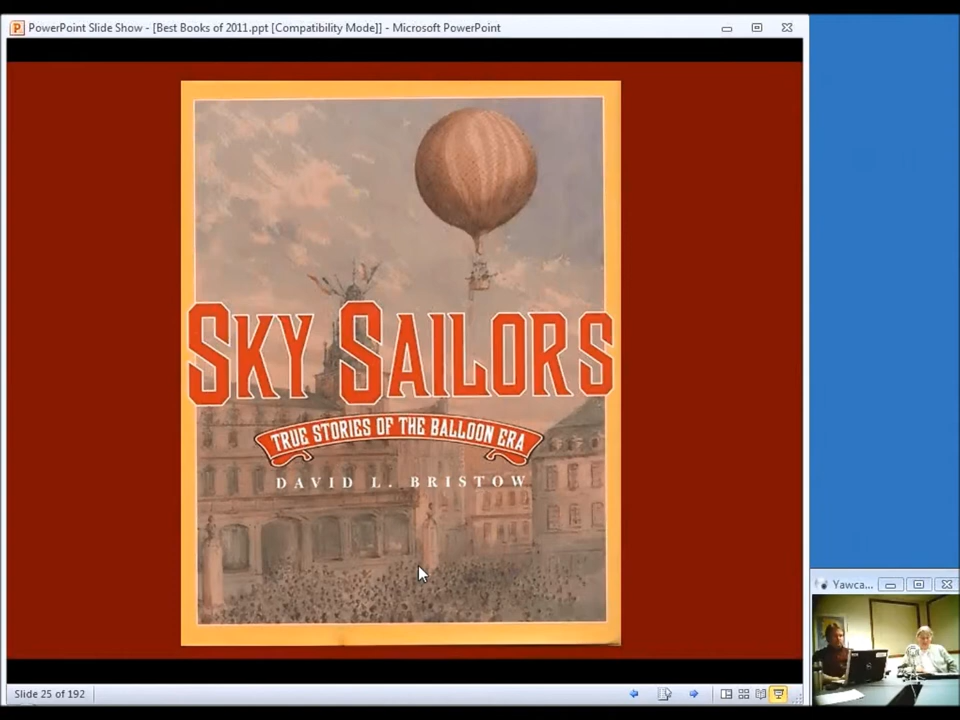 PowerPoint Slide Show - [Best Books of 2011.ppt [Compatibility Mode]] - Microsoft PowerPoint
SKY SAILORS
TRUE STORIES OF THE BALLOON ERA
DAVID L. BRISTOW
Yawca...
Slide 25 of 192